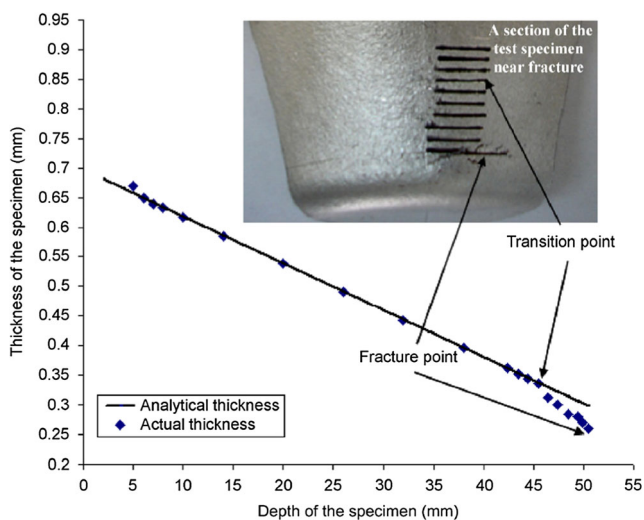 0.95
0.9
0.85
0.8
0.75
0.7
0.65
0.6
0.55
0.5
0.45
0.4
0.35
0.3
0.25
0.2
Thickness of the specimen (mm)
A section of the
test specimen
near fracture
Transition point
Fracture point
Analytical thickness
Actual thickness
0 5 10 15 20 25 30 35 40 45 50 55
Depth of the specimen (mm)